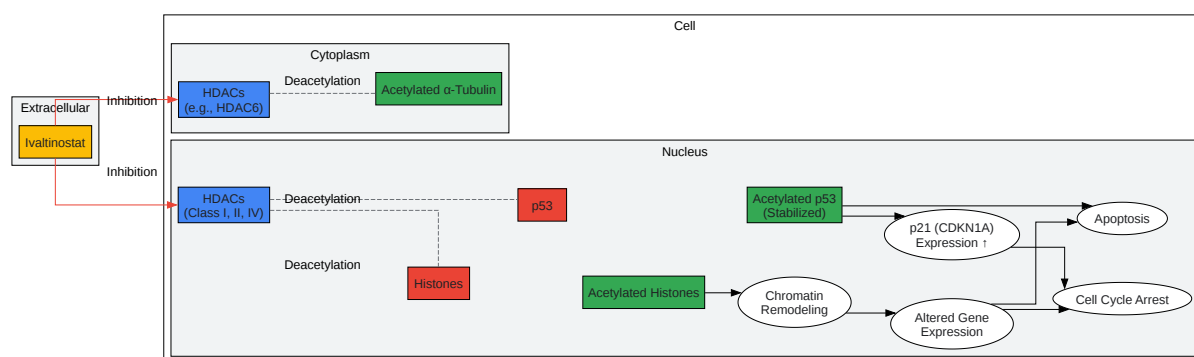 Cell
Cytoplasm
HDACs
(e.g., HDAC6)
Deacetylation
Acetylated α-Tubulin
Extracellular
Ivaltinostat
Inhibition
Inhibition
Nucleus
HDACs
(Class I, II, IV)
Deacetylation
p53
Deacetylation
Histones
Acetylated p53
(Stabilized)
p21 (CDKN1A)
Expression ↑
Apoptosis
Acetylated Histones
Chromatin
Remodeling
Altered Gene
Expression
Cell Cycle Arrest